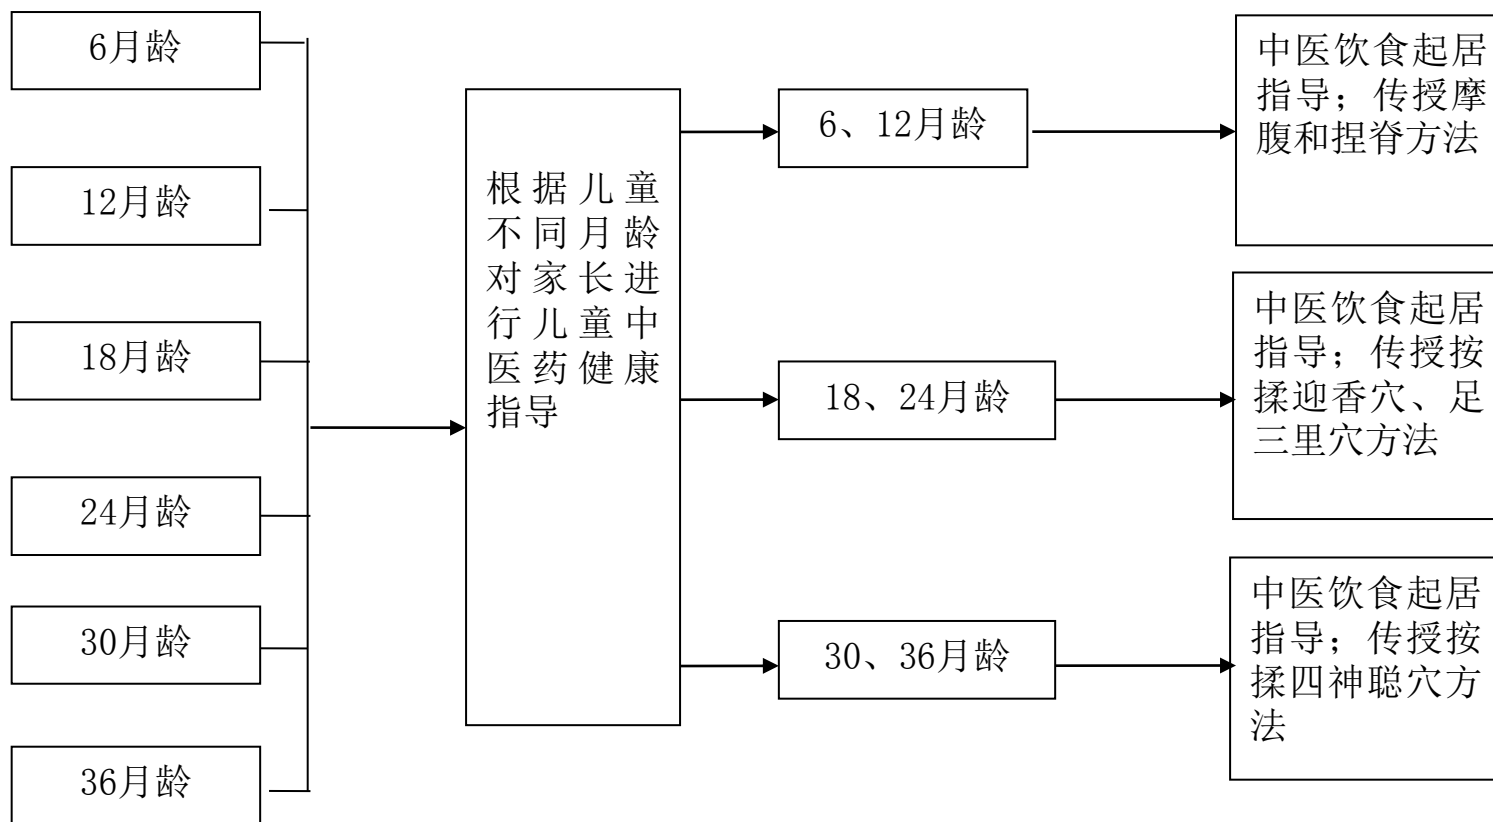 6月龄
12月龄
18月龄
24月龄
30月龄
36月龄
根据儿童
不同月龄
对家长进
行儿童中
医药健康
指导
6、12月龄
18、24月龄
30、36月龄
中医饮食起居
指导；传授摩
腹和捏脊方法
中医饮食起居
指导；传授按
揉迎香穴、足
三里穴方法
中医饮食起居
指导；传授按
揉四神聪穴方
法